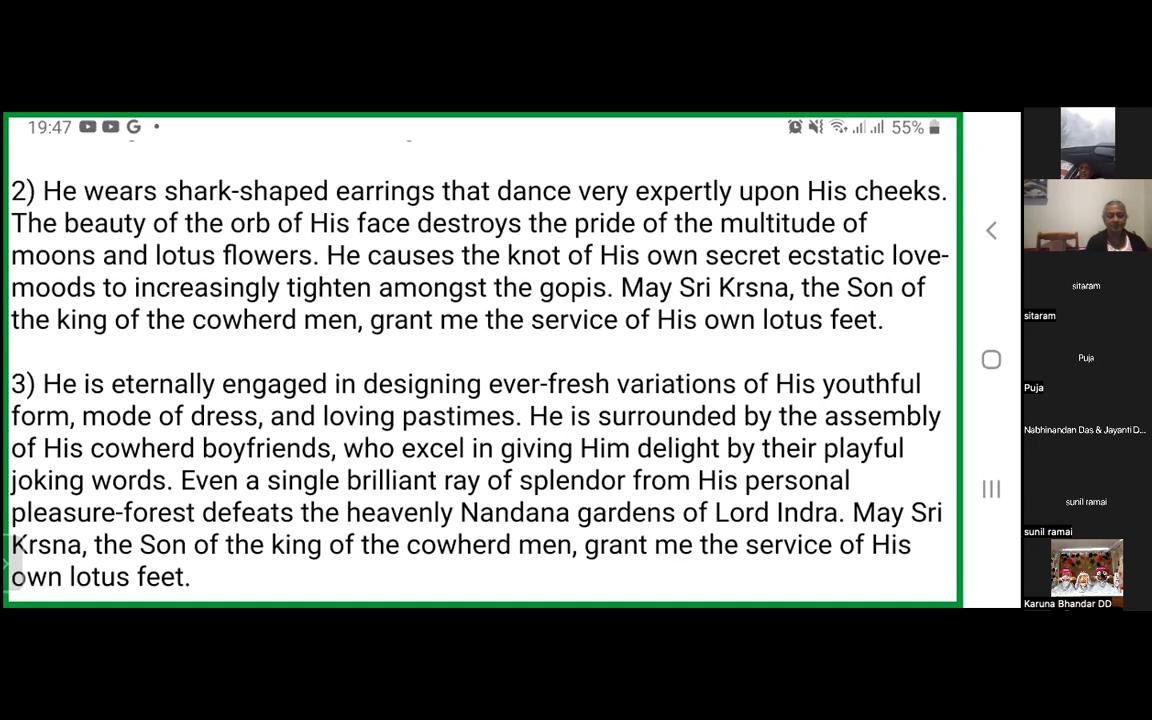 19:47
55%
2) He wears shark-shaped earrings that dance very expertly upon His cheeks.
The beauty of the orb of His face destroys the pride of the multitude of
moons and lotus flowers. He causes the knot of His own secret ecstatic love-
moods to increasingly tighten amongst the gopis. May Sri Krsna, the Son of
the king of the cowherd men, grant me the service of His own lotus feet.
3) He is eternally engaged in designing ever-fresh variations of His youthful
form, mode of dress, and loving pastimes. He is surrounded by the assembly
of His cowherd boyfriends, who excel in giving Him delight by their playful
joking words. Even a single brilliant ray of splendor from His personal
pleasure-forest defeats the heavenly Nandana gardens of Lord Indra. May Sri
Krsna, the Son of the king of the cowherd men, grant me the service of His
own lotus feet.
sitaram
sitaram
Puja
Puja
Nabhinandan Das & Jayanti D...
sunil ramai
sunil ramai
Karuna Bhandar DD